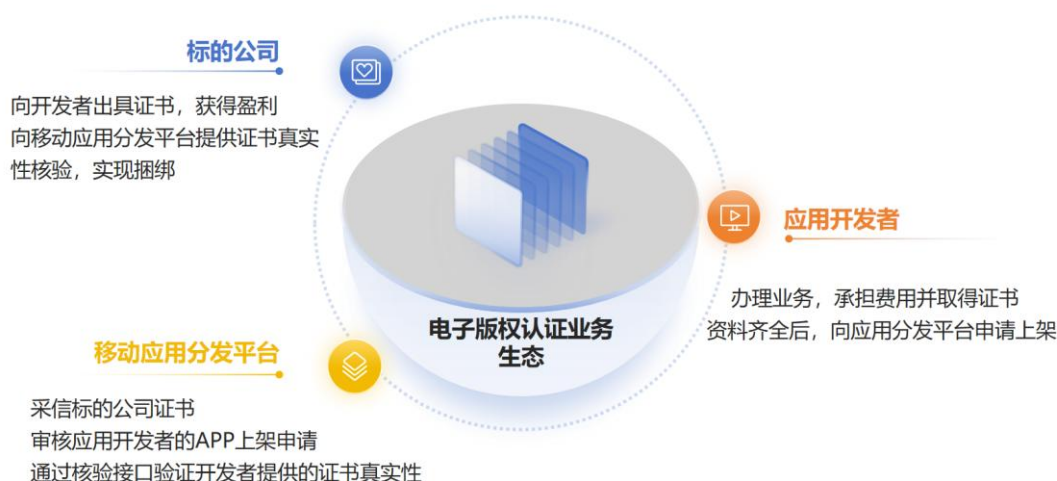 标的公司
向开发者出具证书，获得盈利
向移动应用分发平台提供证书真实
性核验，实现捆绑
应用开发者
办理业务，承担费用并取得证书
资料齐全后，向应用分发平台申请上架
电子版权认证业务
生态
移动应用分发平台
采信标的公司证书
审核应用开发者的APP上架申请
通过核验接口验证开发者提供的证书真实性